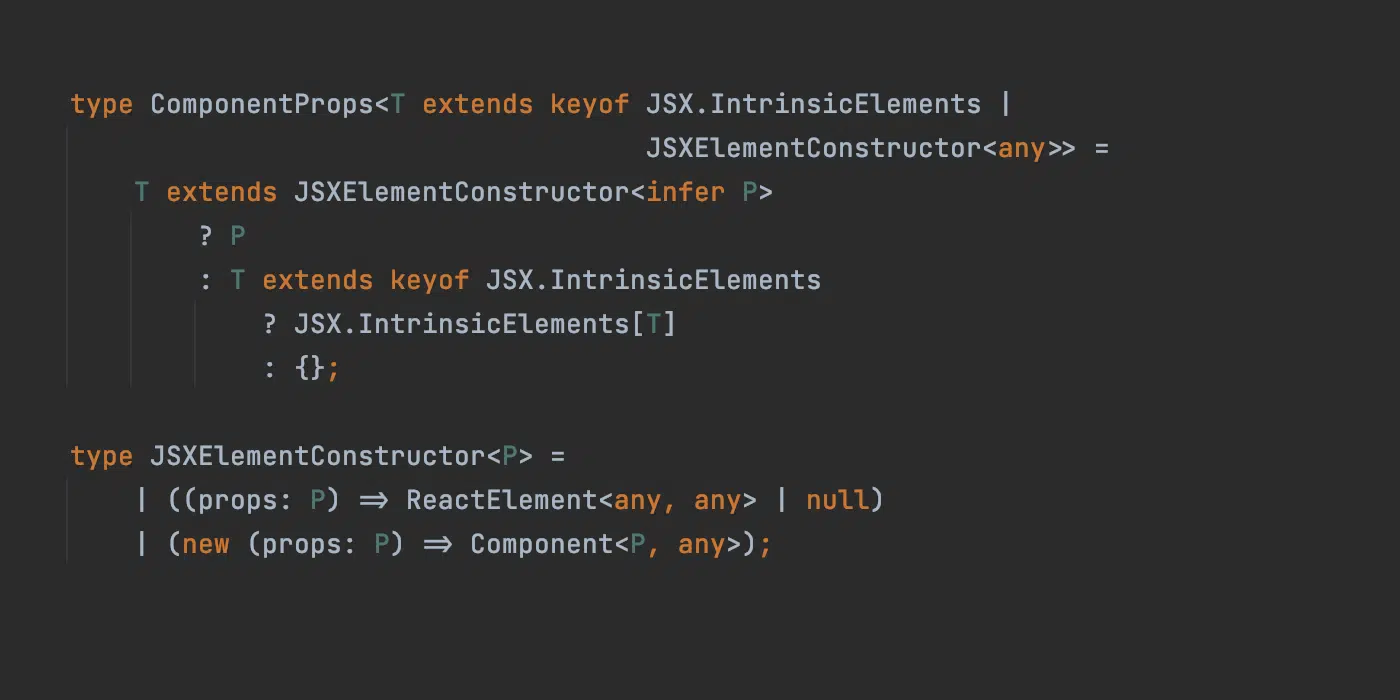 type ComponentProps<T extends keyof JSX.IntrinsicElements |
JSXElementConstructor<any>> =
T extends JSXElementConstructor<infer P>
? P
: T extends keyof JSX.IntrinsicElements
? JSX.IntrinsicElements[T]
: {};
type JSXElementConstructor<P> =
| ((props: P) => ReactElement<any, any> | null)
| (new (props: P) => Component<P, any>);